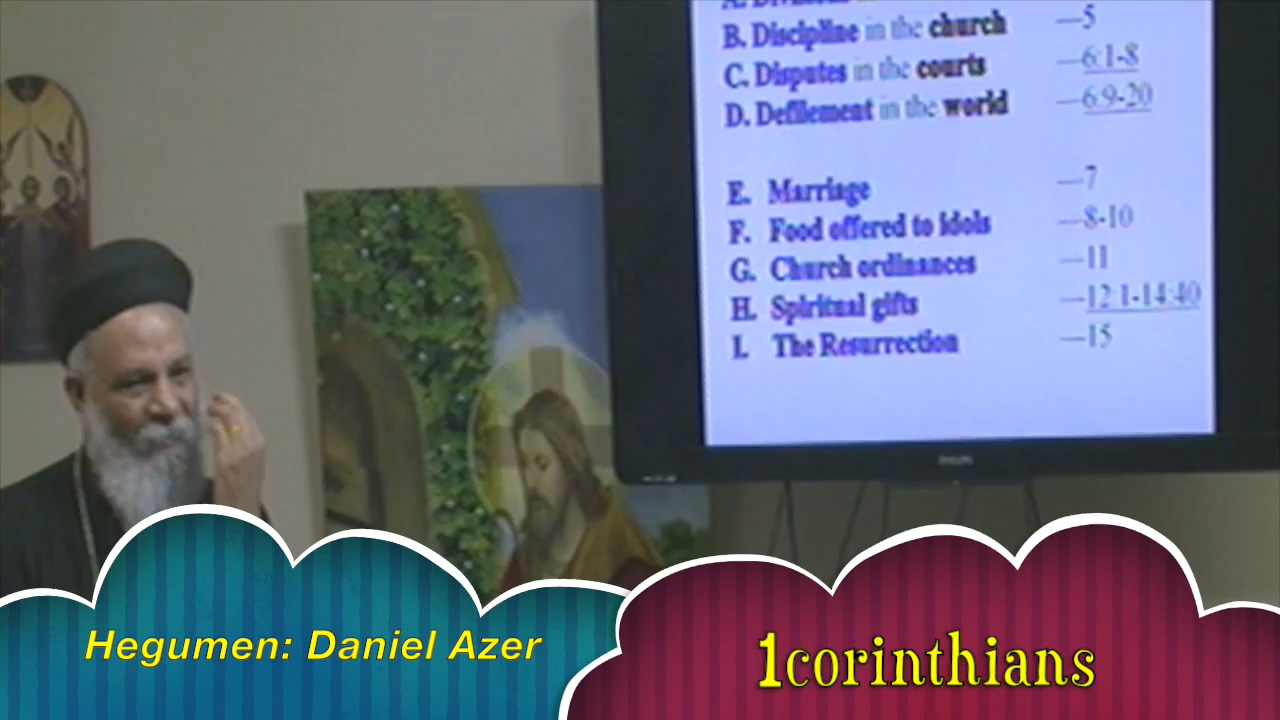 B. Discipline in the church —5
C. Disputes in the courts —6:1-8
D. Defilement in the world —6:9-20
E. Marriage —7
F. Food offered to idols —8-10
G. Church ordinances —11
H. Spiritual gifts —12:1-14:40
I. The Resurrection —15
PHILIPS
Hegumen: Daniel Azer
1corinthians